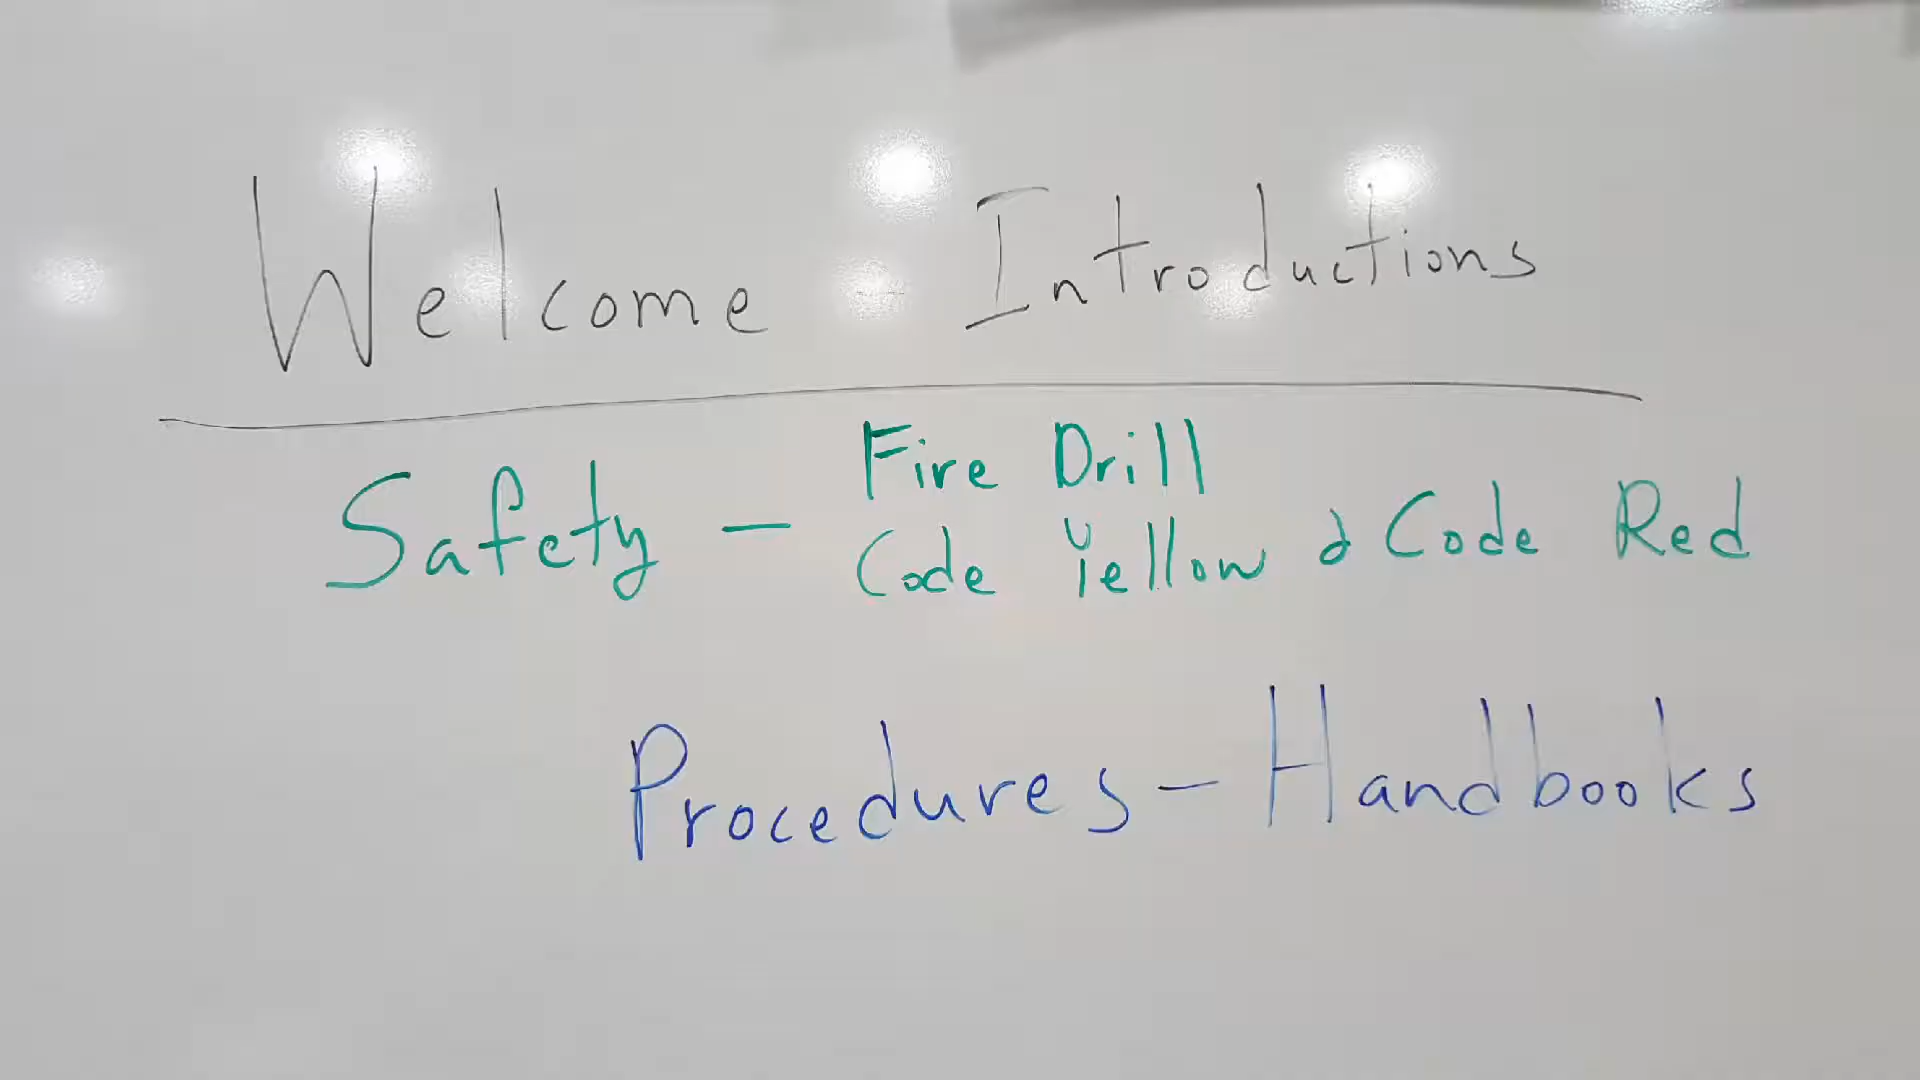 Welcome - Introductions
Safety - Fire Drill
Code Yellow & Code Red
Procedures - Handbooks